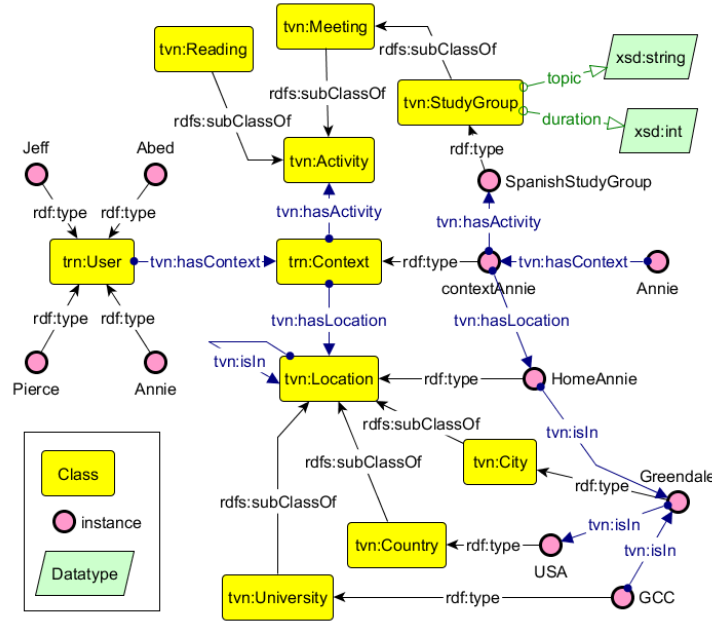 tvn:Meeting
tvn:Reading
rdfs:subClassOf
xsd:string
topic
tvn:StudyGroup
rdfs:subClassOf
rdfs:subClassOf
duration
xsd:int
Jeff
Abed
rdf:type
tvn:Activity
SpanishStudyGroup
rdf:type
rdf:type
tvn:hasActivity
tvn:hasActivity
trn:User
tvn:hasContext
trn:Context
rdf:type
tvn:hasContext
contextAnnie
Annie
rdf:type
rdf:type
tvn:hasLocation
tvn:hasLocation
tvn:isIn
tvn:Location
rdf:type
HomeAnnie
Pierce
Annie
rdfs:subClassOf
tvn:isIn
tvn:City
Class
rdfs:subClassOf
rdfs:subClassOf
rdf:type
Greendale
instance
tvn:isIn
tvn:Country
rdf:type
tvn:isIn
USA
Datatype
tvn:University
rdf:type
GCC